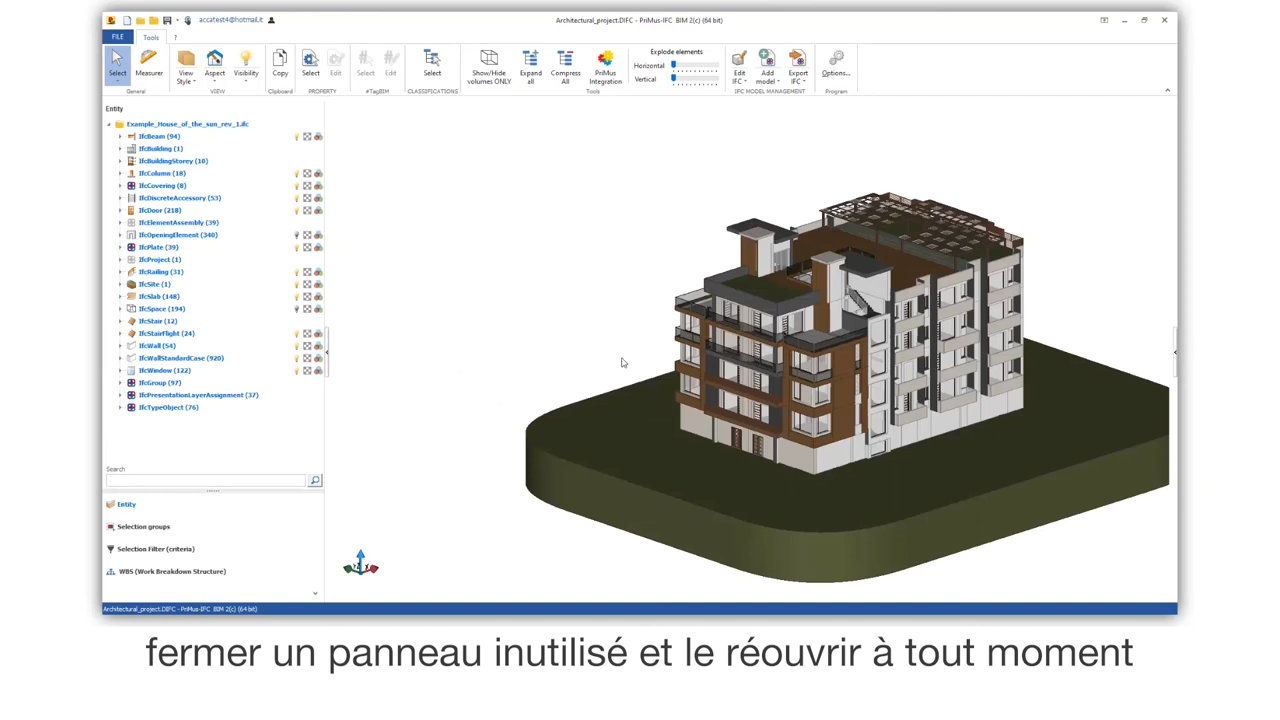 accatest4@hotmail.it
Architectural_project.DIFC - PriMus-IFC BIM 2(c) (64 bit)
FILE
Tools
?
Select
Measurer
General
View Style
Aspect
Visibility
VIEW
Copy
Clipboard
Select
Edit
PROPERTY
Select
Edit
#TagBIM
Select
CLASSIFICATIONS
Show/Hide volumes ONLY
Expand all
Compress All
PriMus Integration
Explode elements
Horizontal
Vertical
Tools
Edit IFC
Add model
Export IFC
IFC MODEL MANAGEMENT
Options...
Program
Entity
Example_House_of_the_sun_rev_1.ifc
IfcBeam (94)
IfcBuilding (1)
IfcBuildingStorey (10)
IfcColumn (18)
IfcCovering (8)
IfcDiscreteAccessory (53)
IfcDoor (218)
IfcElementAssembly (39)
IfcOpeningElement (340)
IfcPlate (39)
IfcProject (1)
IfcRailing (31)
IfcSite (1)
IfcSlab (148)
IfcSpace (194)
IfcStair (12)
IfcStairFlight (24)
IfcWall (54)
IfcWallStandardCase (920)
IfcWindow (122)
IfcGroup (97)
IfcPresentationLayerAssignment (37)
IfcTypeObject (76)
Search
Entity
Selection groups
Selection Filter (criteria)
WBS (Work Breakdown Structure)
Architectural_project.DIFC - PriMus-IFC BIM 2(c) (64 bit)
fermer un panneau inutilisé et le réouvrir à tout moment